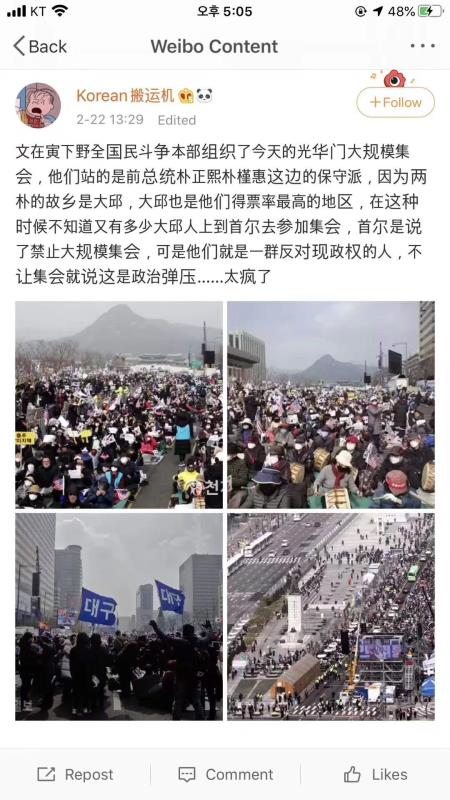 KT
오후 5:05
48%
Back
Weibo Content
Korean搬运机
2-22 13:29 Edited
+Follow
文在寅下野全国民斗争本部组织了今天的光华门大规模集
会，他们站的是前总统朴正熙朴槿惠这边的保守派，因为两
朴的故乡是大邱，大邱也是他们得票率最高的地区，在这种
时候不知道又有多少大邱人上到首尔去参加集会，首尔是说
了禁止大规模集会，可是他们就是一群反对现政权的人，不
让集会就说这是政治弹压......太疯了
대구
대구
Repost
Comment
Likes